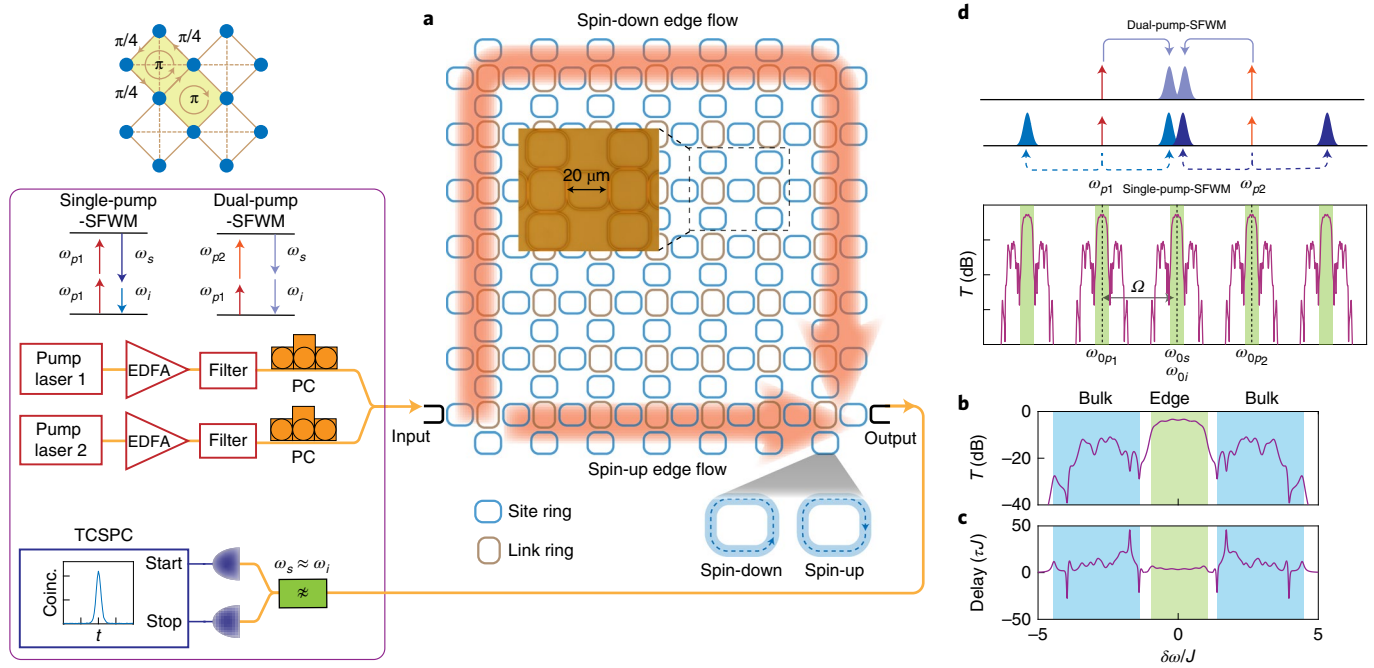 π/4
π/4
π
π/4
π
Single-pump
-SFWM
Dual-pump
-SFWM
ωp1
ωs
ωp1
ωi
ωp2
ωs
ωp1
ωi
Pump
laser 1
EDFA
Filter
PC
Pump
laser 2
EDFA
Filter
PC
TCSPC
Start
Stop
Coinc.
t
ωs ≈ ωi
≉
a
Spin-down edge flow
20 μm
Input
Output
Spin-up edge flow
Site ring
Link ring
Spin-down
Spin-up
d
Dual-pump-SFWM
ωp1
Single-pump-SFWM
ωp2
T (dB)
Ω
ω0p1
ω0s
ω0p2
ω0i
b
Bulk
Edge
Bulk
T (dB)
0
−20
−40
c
Delay (τJ)
50
0
−50
−5
0
5
δω/J